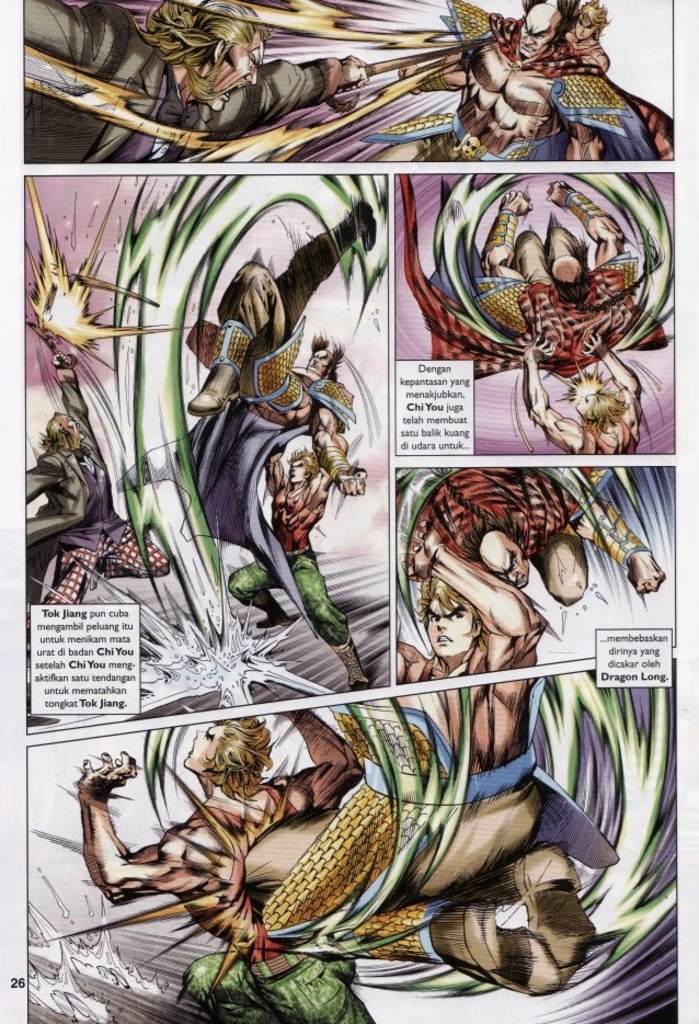 Dengan
kepantasan yang
menakjubkan,
Chi You juga
telah membuat
satu balik kuang
di udara untuk...
Tok Jiang pun cuba
mengambil peluang itu
untuk menikam mata
urat di badan Chi You
setelah Chi You meng-
aktifkan satu tendangan
untuk mematahkan
tongkat Tok Jiang.
...membebaskan
dirinya yang
dicakar oleh
Dragon Long.
26